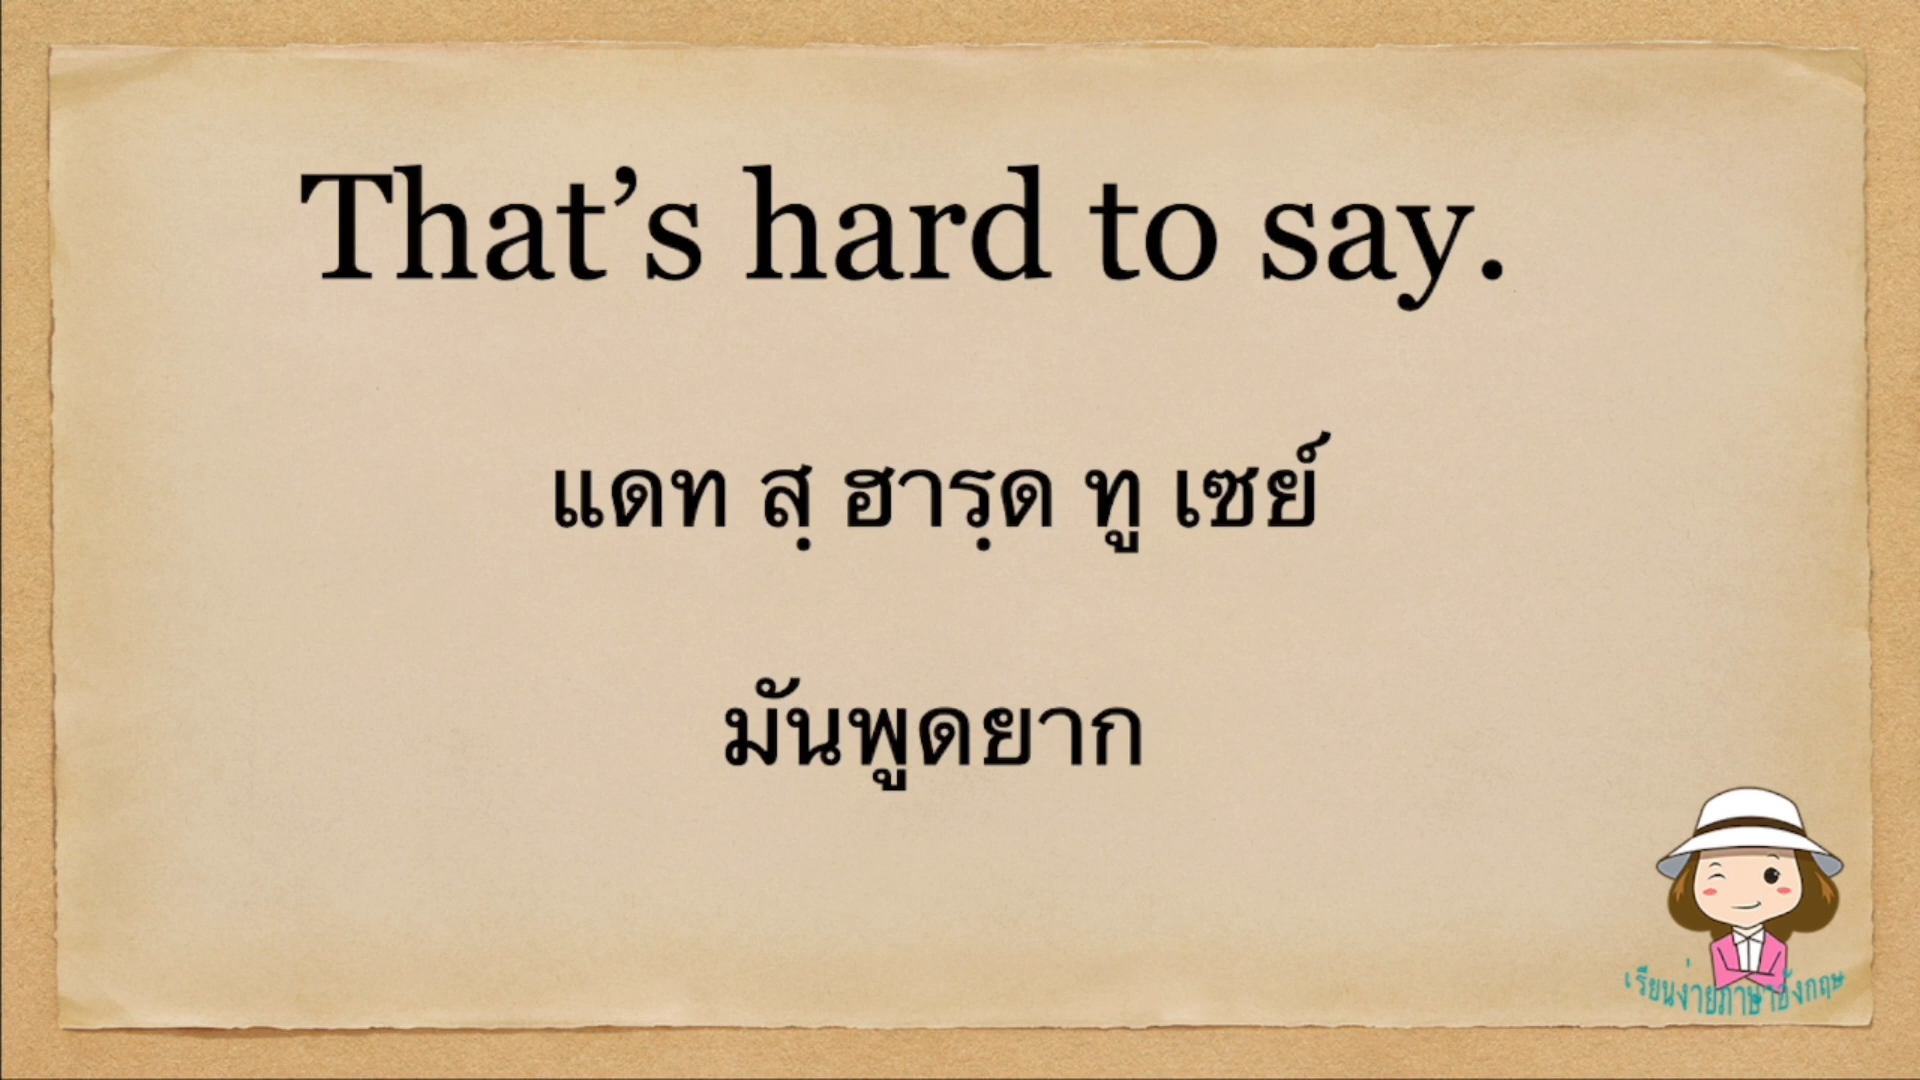 That’s hard to say.
แดท สฺ ฮารฺด ทู เซย์
มันพูดยาก
เรียนง่ายภาษาอังกฤษ